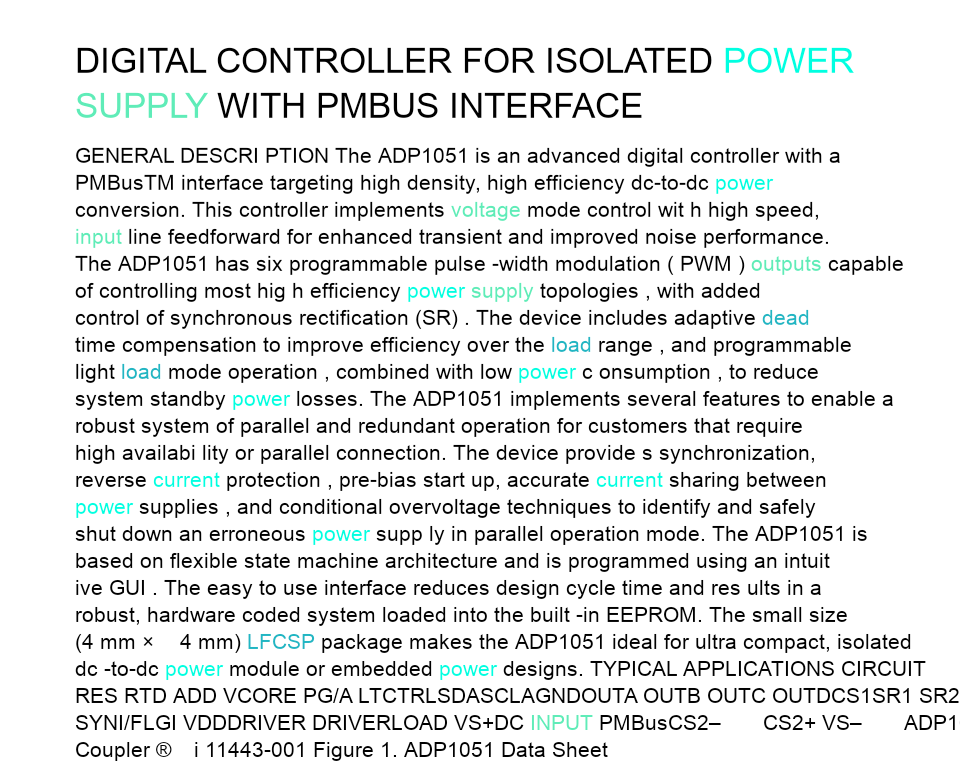 DIGITAL CONTROLLER FOR ISOLATED POWER
SUPPLY WITH PMBUS INTERFACE
GENERAL DESCRI PTION The ADP1051 is an advanced digital controller with a
PMBusTM interface targeting high density, high efficiency dc-to-dc power
conversion. This controller implements voltage mode control wit h high speed,
input line feedforward for enhanced transient and improved noise performance.
The ADP1051 has six programmable pulse -width modulation ( PWM ) outputs capable
of controlling most hig h efficiency power supply topologies , with added
control of synchronous rectification (SR) . The device includes adaptive dead
time compensation to improve efficiency over the load range , and programmable
light load mode operation , combined with low power c onsumption , to reduce
system standby power losses. The ADP1051 implements several features to enable a
robust system of parallel and redundant operation for customers that require
high availabi lity or parallel connection. The device provide s synchronization,
reverse current protection , pre-bias start up, accurate current sharing between
power supplies , and conditional overvoltage techniques to identify and safely
shut down an erroneous power supp ly in parallel operation mode. The ADP1051 is
based on flexible state machine architecture and is programmed using an intuit
ive GUI . The easy to use interface reduces design cycle time and res ults in a
robust, hardware coded system loaded into the built -in EEPROM. The small size
(4 mm × 4 mm) LFCSP package makes the ADP1051 ideal for ultra compact, isolated
dc -to-dc power module or embedded power designs. TYPICAL APPLICATIONS CIRCUIT
RES RTD ADD VCORE PG/A LTCTRLSDASCLAGNDOUTA OUTB OUTC OUTDCS1SR1 SR2
SYNI/FLGI VDDDRIVER DRIVERLOAD VS+DC INPUT PMBusCS2– CS2+ VS– ADP1
Coupler ® i 11443-001 Figure 1. ADP1051 Data Sheet